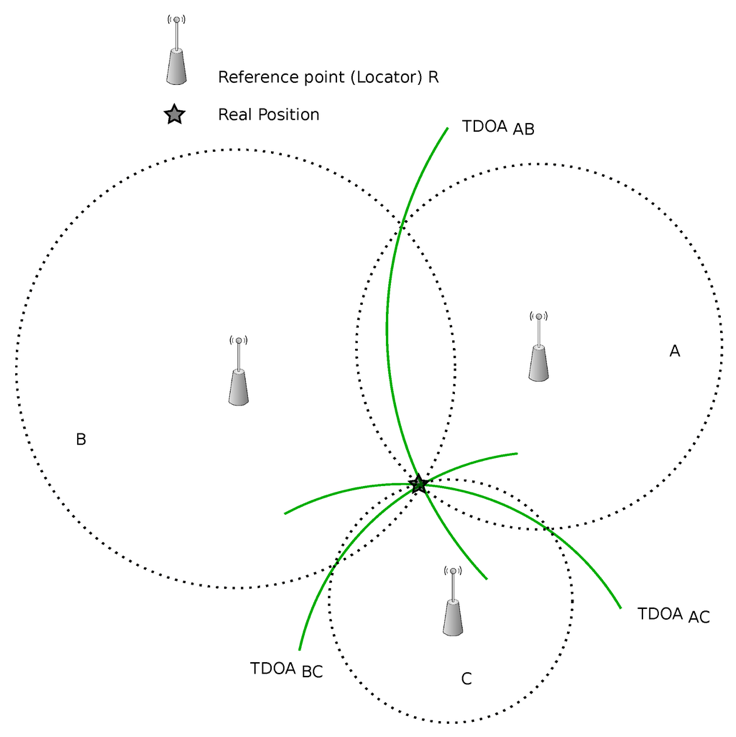 Reference point (Locator) R
Real Position
TDOA AB
A
B
TDOA AC
TDOA BC
C